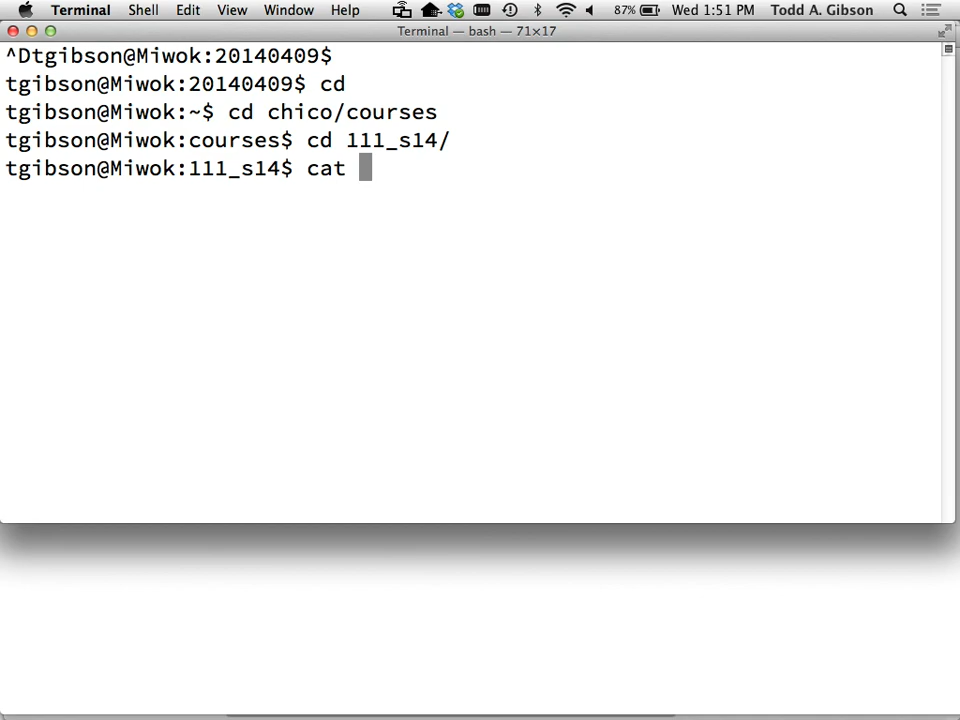 Terminal Shell Edit View Window Help 87% Wed 1:51 PM Todd A. Gibson
Terminal — bash — 71×17
^Dtgibson@Miwok:20140409$
tgibson@Miwok:20140409$ cd
tgibson@Miwok:~$ cd chico/courses
tgibson@Miwok:courses$ cd 111_s14/
tgibson@Miwok:111_s14$ cat